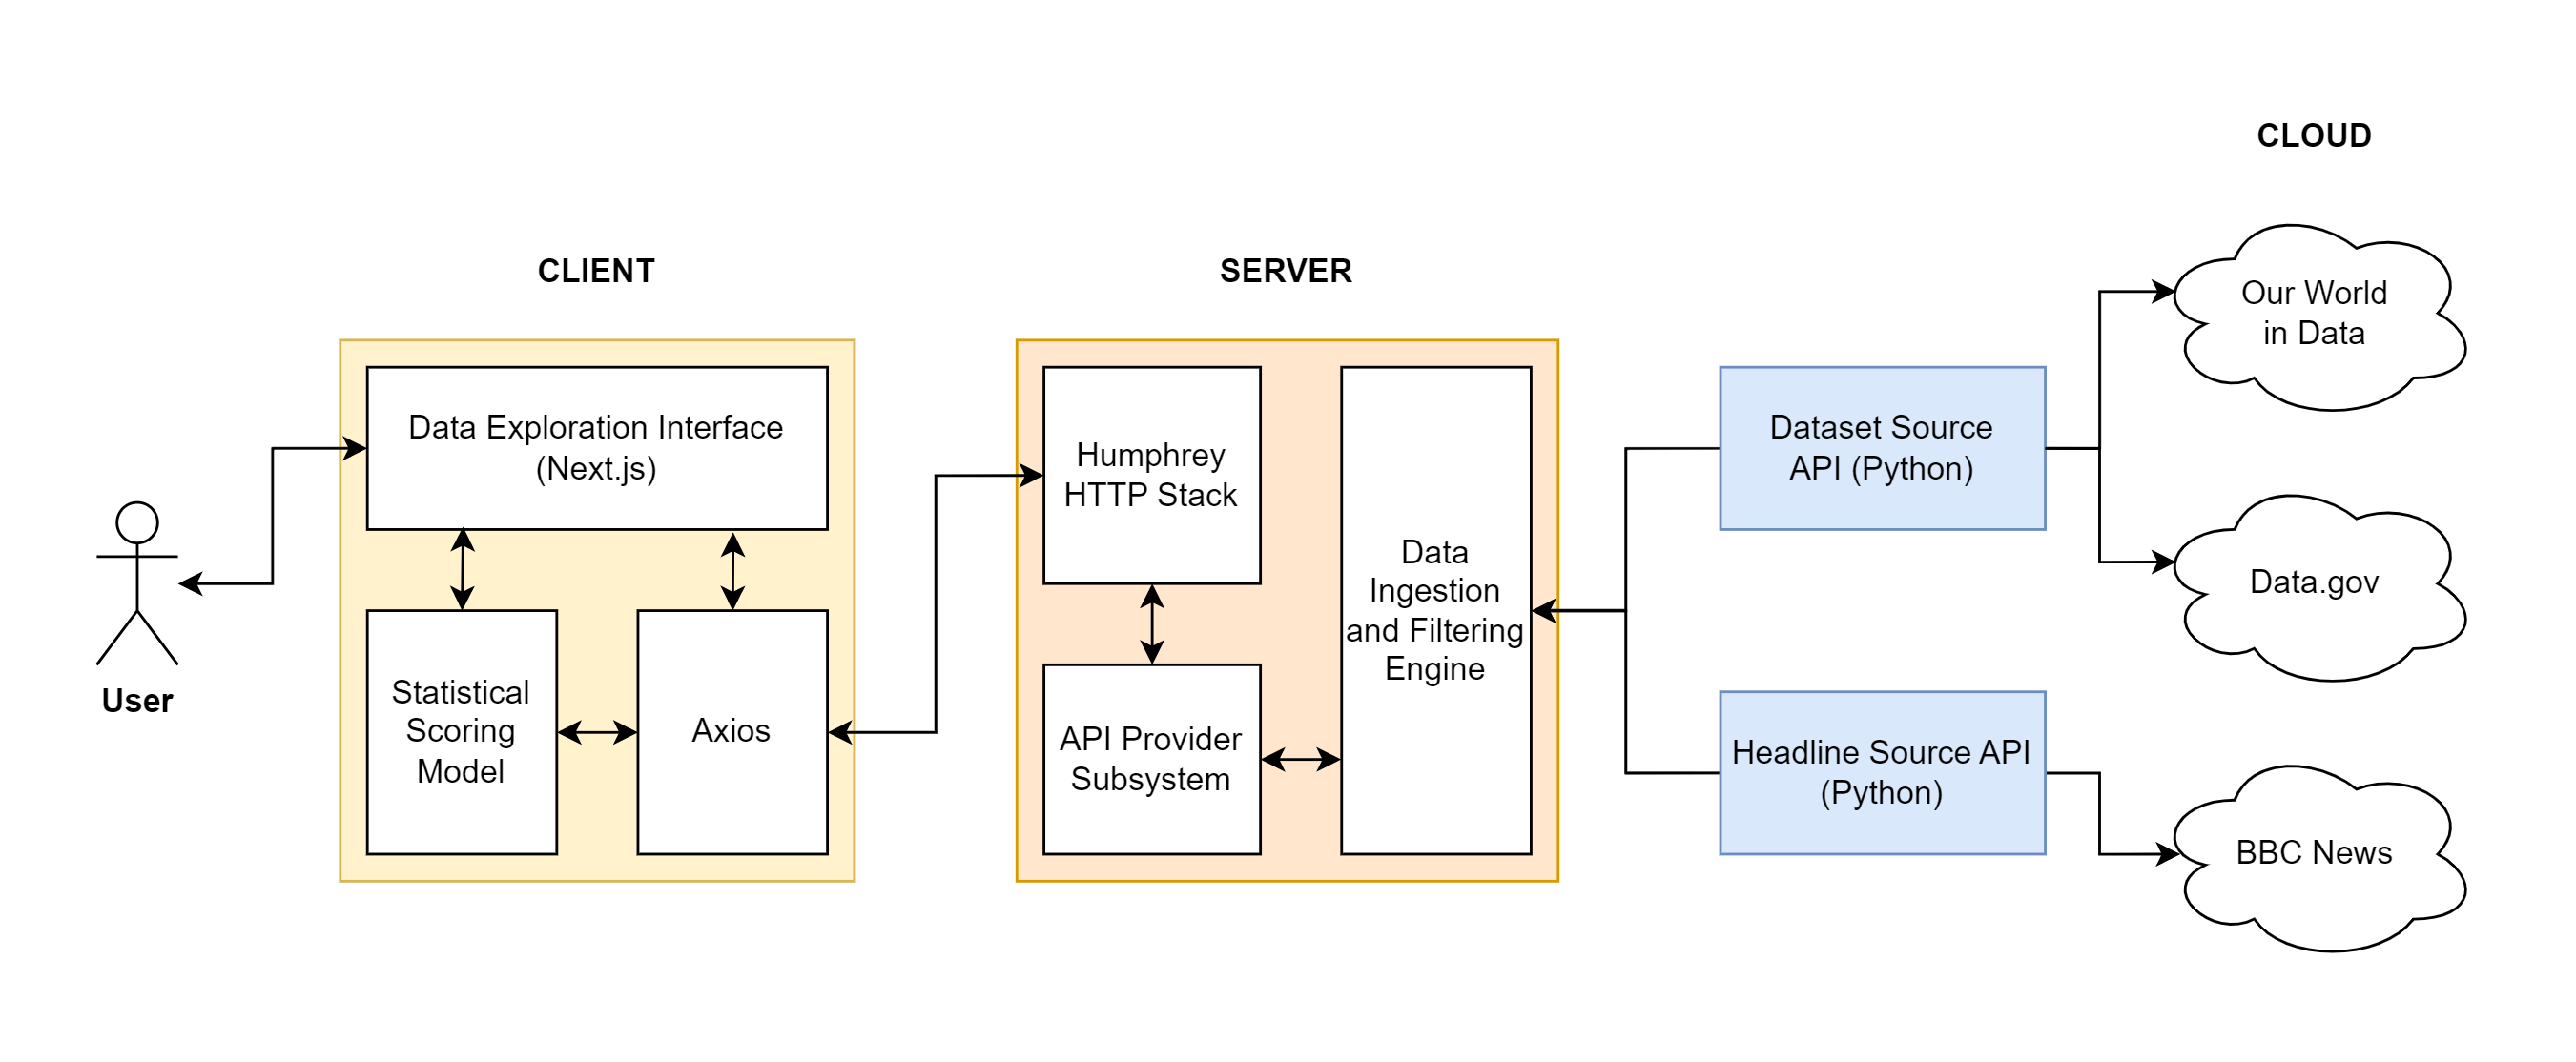 CLOUD
CLIENT
SERVER
Our World
in Data
Data Exploration Interface
(Next.js)
Humphrey
HTTP Stack
Dataset Source
API (Python)
Data
Ingestion
and Filtering
Engine
Data.gov
User
Statistical
Scoring
Model
Axios
API Provider
Subsystem
Headline Source API
(Python)
BBC News